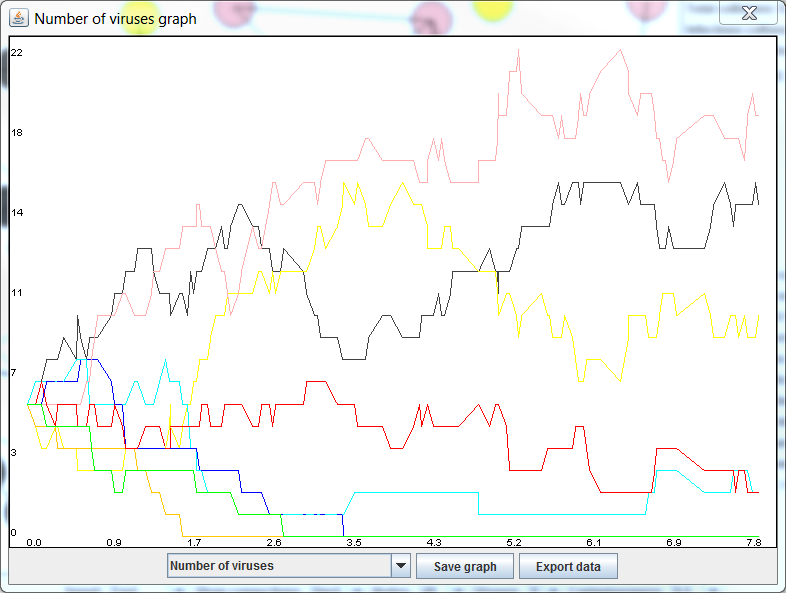 Number of viruses graph
22
18
14
11
7
3
0
0.0 0.9 1.7 2.6 3.5 4.3 5.2 6.1 6.9 7.8
Number of viruses Save graph Export data